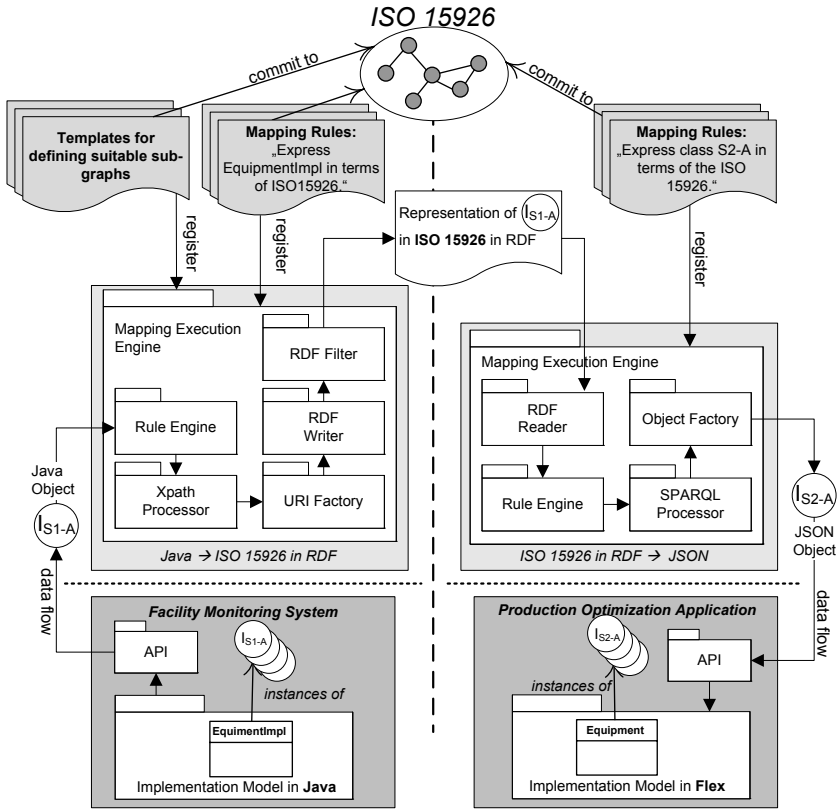 ISO 15926
commit to
commit to
Templates for
defining suitable sub-
graphs
Mapping Rules:
„Express
EquipmentImpl in terms
of ISO15926.“
Mapping Rules:
„Express class S2-A in
terms of the ISO
15926.“
Representation of I S1-A
in ISO 15926 in RDF
register
register
register
Mapping Execution
Engine
RDF Filter
Rule Engine
RDF
Writer
Xpath
Processor
URI Factory
Java → ISO 15926 in RDF
Mapping Execution Engine
RDF
Reader
Object Factory
Rule Engine
SPARQL
Processor
ISO 15926 in RDF → JSON
Java
Object
I S1-A
data flow
I S2-A
JSON
Object
data flow
Facility Monitoring System
API
I S1-A
instances of
EquimentImpl
Implementation Model in Java
Production Optimization Application
I S2-A
API
instances of
Equipment
Implementation Model in Flex